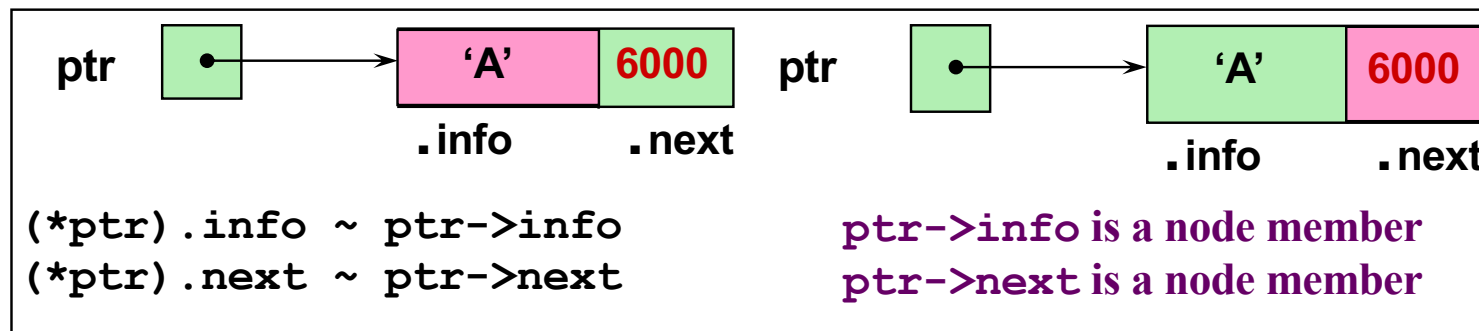 ptr ‘A’ 6000
.info .next
(*ptr).info ~ ptr->info
(*ptr).next ~ ptr->next
ptr ‘A’ 6000
.info .next
ptr->info is a node member
ptr->next is a node member